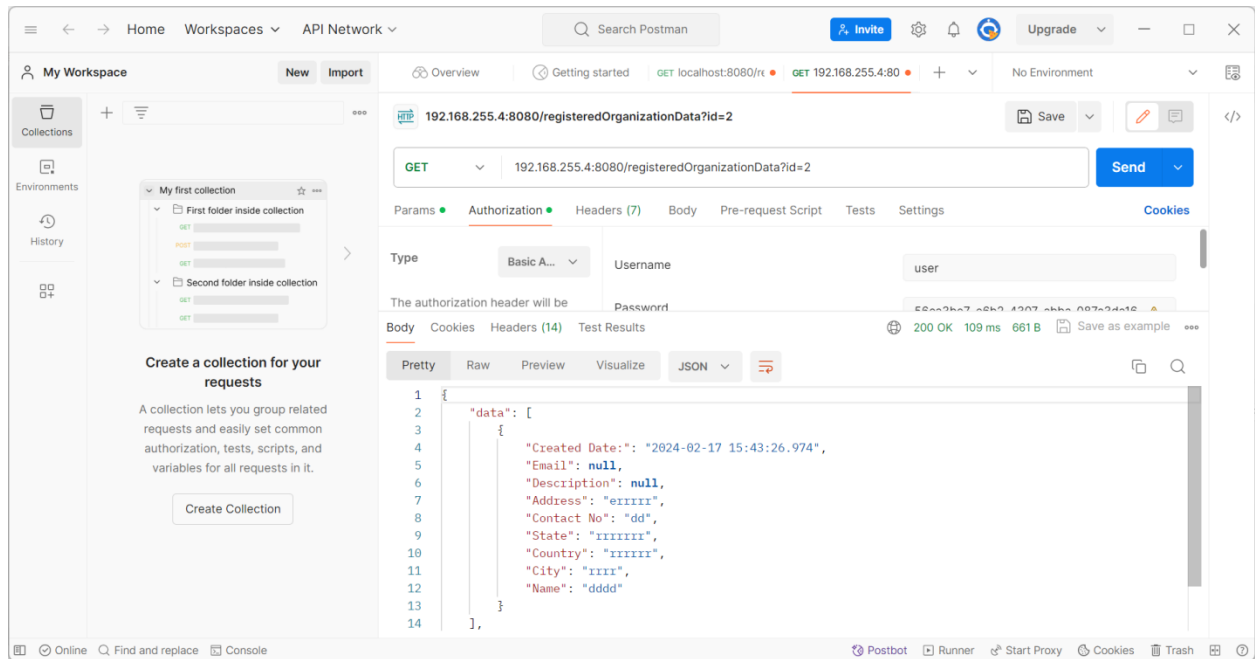 Home Workspaces API Network Search Postman Invite Upgrade
My Workspace New Import Overview Getting started GET localhost:8080/re GET 192.168.255.4:80 No Environment
Collections
Environments
History
My first collection
First folder inside collection
GET
POST
GET
Second folder inside collection
GET
GET
Create a collection for your
requests
A collection lets you group related
requests and easily set common
authorization, tests, scripts, and
variables for all requests in it.
Create Collection
HTTP 192.168.255.4:8080/registeredOrganizationData?id=2 Save
GET 192.168.255.4:8080/registeredOrganizationData?id=2 Send
Params Authorization Headers (7) Body Pre-request Script Tests Settings Cookies
Type Basic A... Username user
The authorization header will be Password
Body Cookies Headers (14) Test Results 200 OK 109 ms 661 B Save as example
Pretty Raw Preview Visualize JSON
1 {
2 "data": [
3 {
4 "Created Date:": "2024-02-17 15:43:26.974",
5 "Email": null,
6 "Description": null,
7 "Address": "errrrr",
8 "Contact No": "dd",
9 "State": "rrrrrrr",
10 "Country": "rrrrrr",
11 "City": "rrrr",
12 "Name": "dddd"
13 }
14 ],
Online Find and replace Console Postbot Runner Start Proxy Cookies Trash